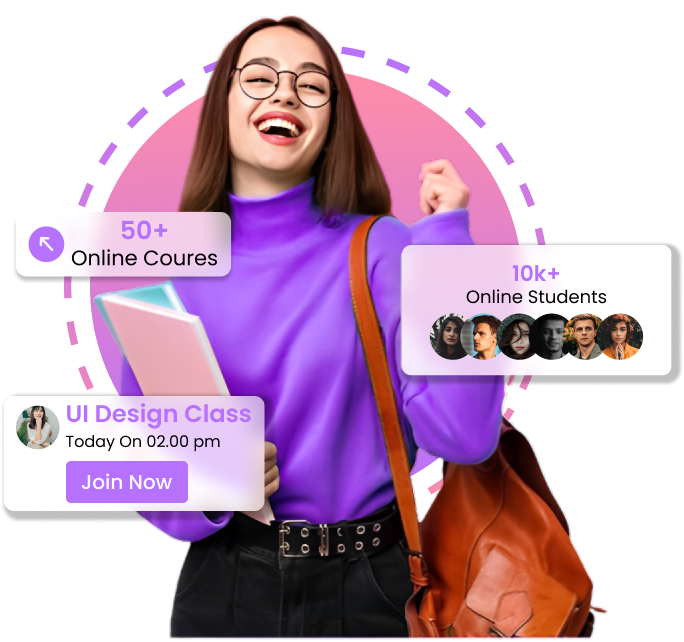 50+
Online Coures
10k+
Online Students
UI Design Class
Today On 02.00 pm
Join Now